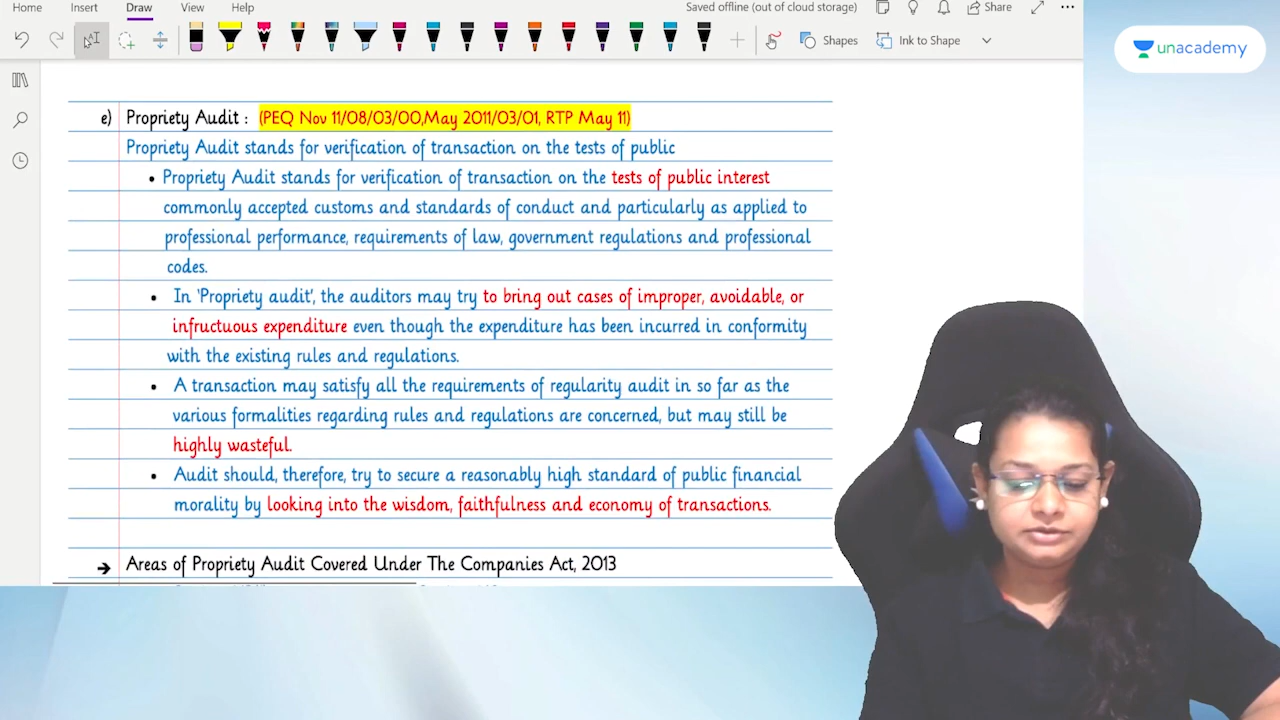 Home Insert Draw View Help Saved offline (out of cloud storage) Share
Shapes Ink to Shape
unacademy
e) Propriety Audit : (PEQ Nov 11/08/03/00,May 2011/03/01, RTP May 11)
Propriety Audit stands for verification of transaction on the tests of public
• Propriety Audit stands for verification of transaction on the tests of public interest
commonly accepted customs and standards of conduct and particularly as applied to
professional performance, requirements of law, government regulations and professional
codes.
• In 'Propriety audit', the auditors may try to bring out cases of improper, avoidable, or
infructuous expenditure even though the expenditure has been incurred in conformity
with the existing rules and regulations.
• A transaction may satisfy all the requirements of regularity audit in so far as the
various formalities regarding rules and regulations are concerned, but may still be
highly wasteful.
• Audit should, therefore, try to secure a reasonably high standard of public financial
morality by looking into the wisdom, faithfulness and economy of transactions.
→ Areas of Propriety Audit Covered Under The Companies Act, 2013